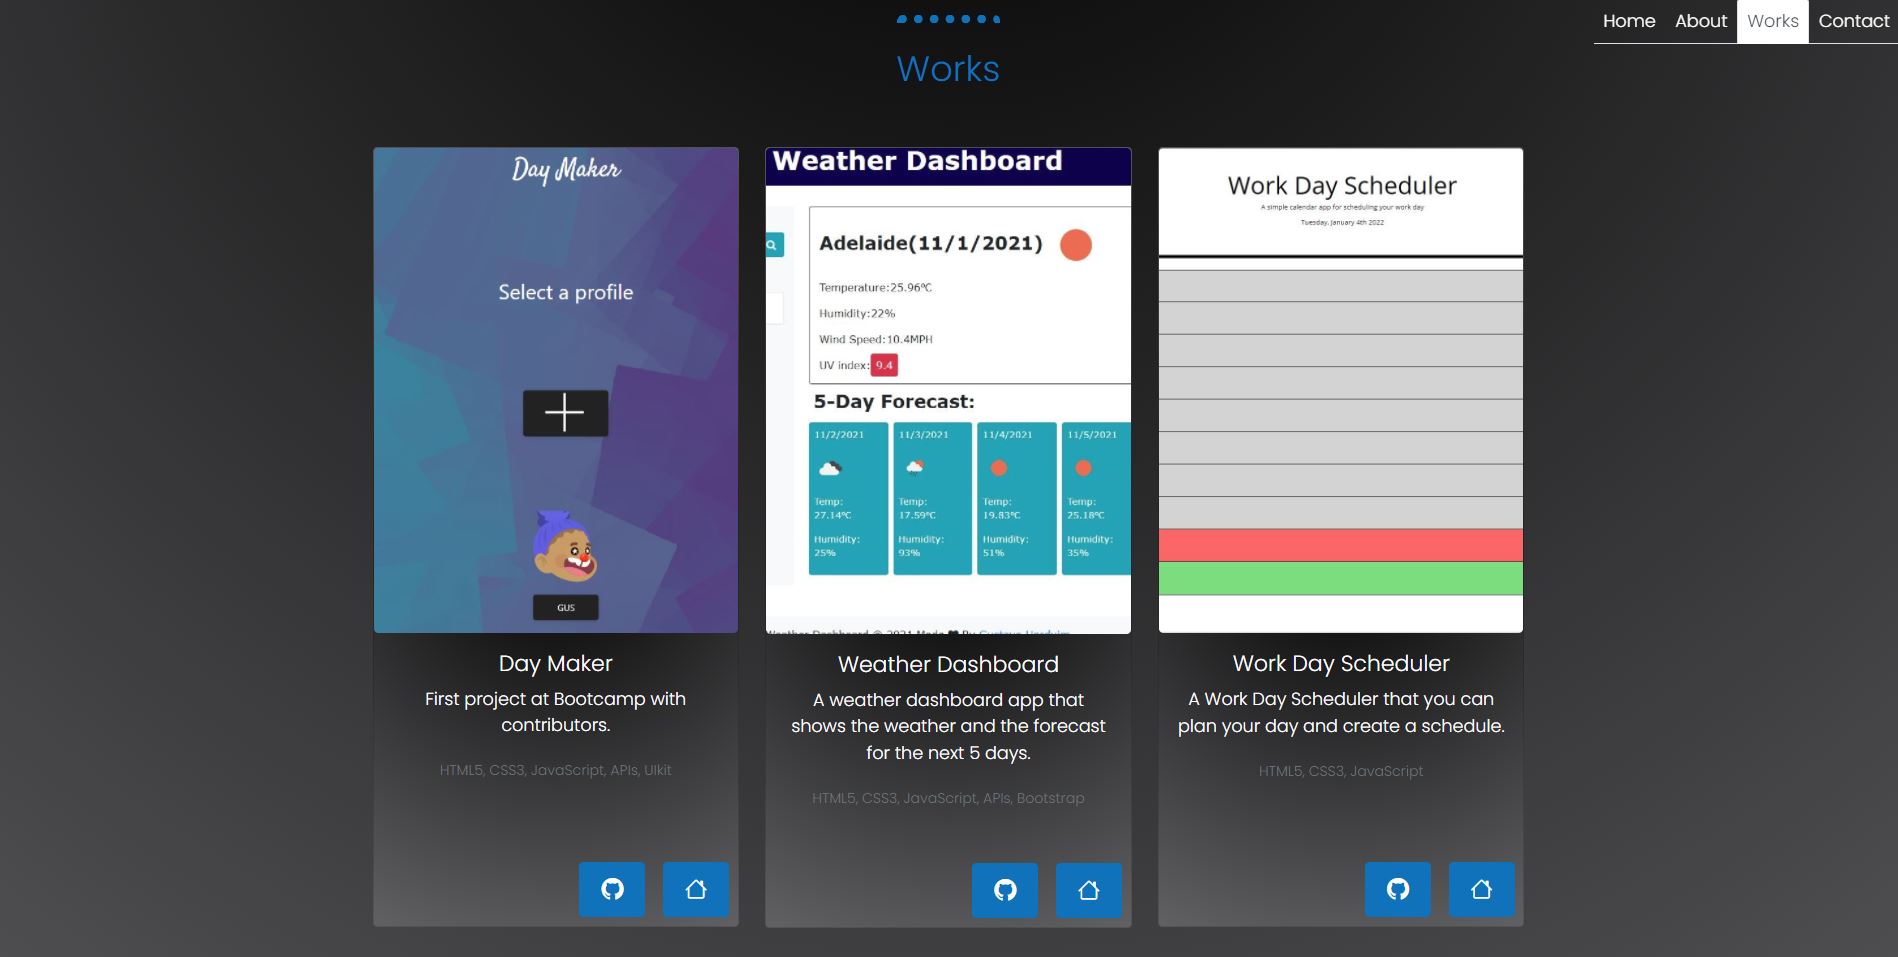 Home About Works Contact
Works
Day Maker
Select a profile
GUS
Day Maker
First project at Bootcamp with
contributors.
HTML5, CSS3, JavaScript, APIs, UIkit
Weather Dashboard
Adelaide(11/1/2021)
Temperature:25.96°C
Humidity:22%
Wind Speed:10.4MPH
UV index: 9.4
5-Day Forecast:
11/2/2021 11/3/2021 11/4/2021 11/5/2021
Temp: Temp: Temp: Temp:
27.14°C 17.59°C 19.83°C 25.18°C
Humidity: Humidity: Humidity: Humidity:
25% 93% 51% 35%
Weather Dashboard © 2021 Made By
Weather Dashboard
A weather dashboard app that
shows the weather and the forecast
for the next 5 days.
HTML5, CSS3, JavaScript, APIs, Bootstrap
Work Day Scheduler
A simple calendar app for scheduling your work day
Tuesday, January 4th 2022
Work Day Scheduler
A Work Day Scheduler that you can
plan your day and create a schedule.
HTML5, CSS3, JavaScript